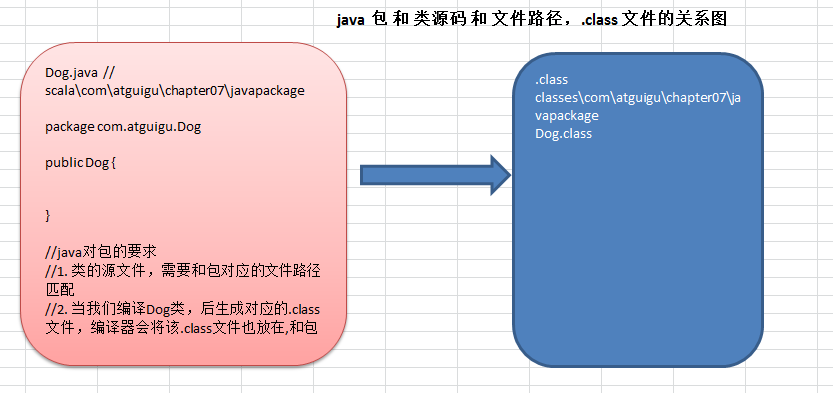 java 包 和 类源码 和 文件路径，.class 文件的关系图
Dog.java //
scala\com\atguigu\chapter07\javapackage
package com.atguigu.Dog
public Dog {
}
//java对包的要求
//1. 类的源文件，需要和包对应的文件路径
匹配
//2. 当我们编译Dog类，后生成对应的.class
文件，编译器会将该.class文件也放在,和包
.class
classes\com\atguigu\chapter07\ja
vapackage
Dog.class